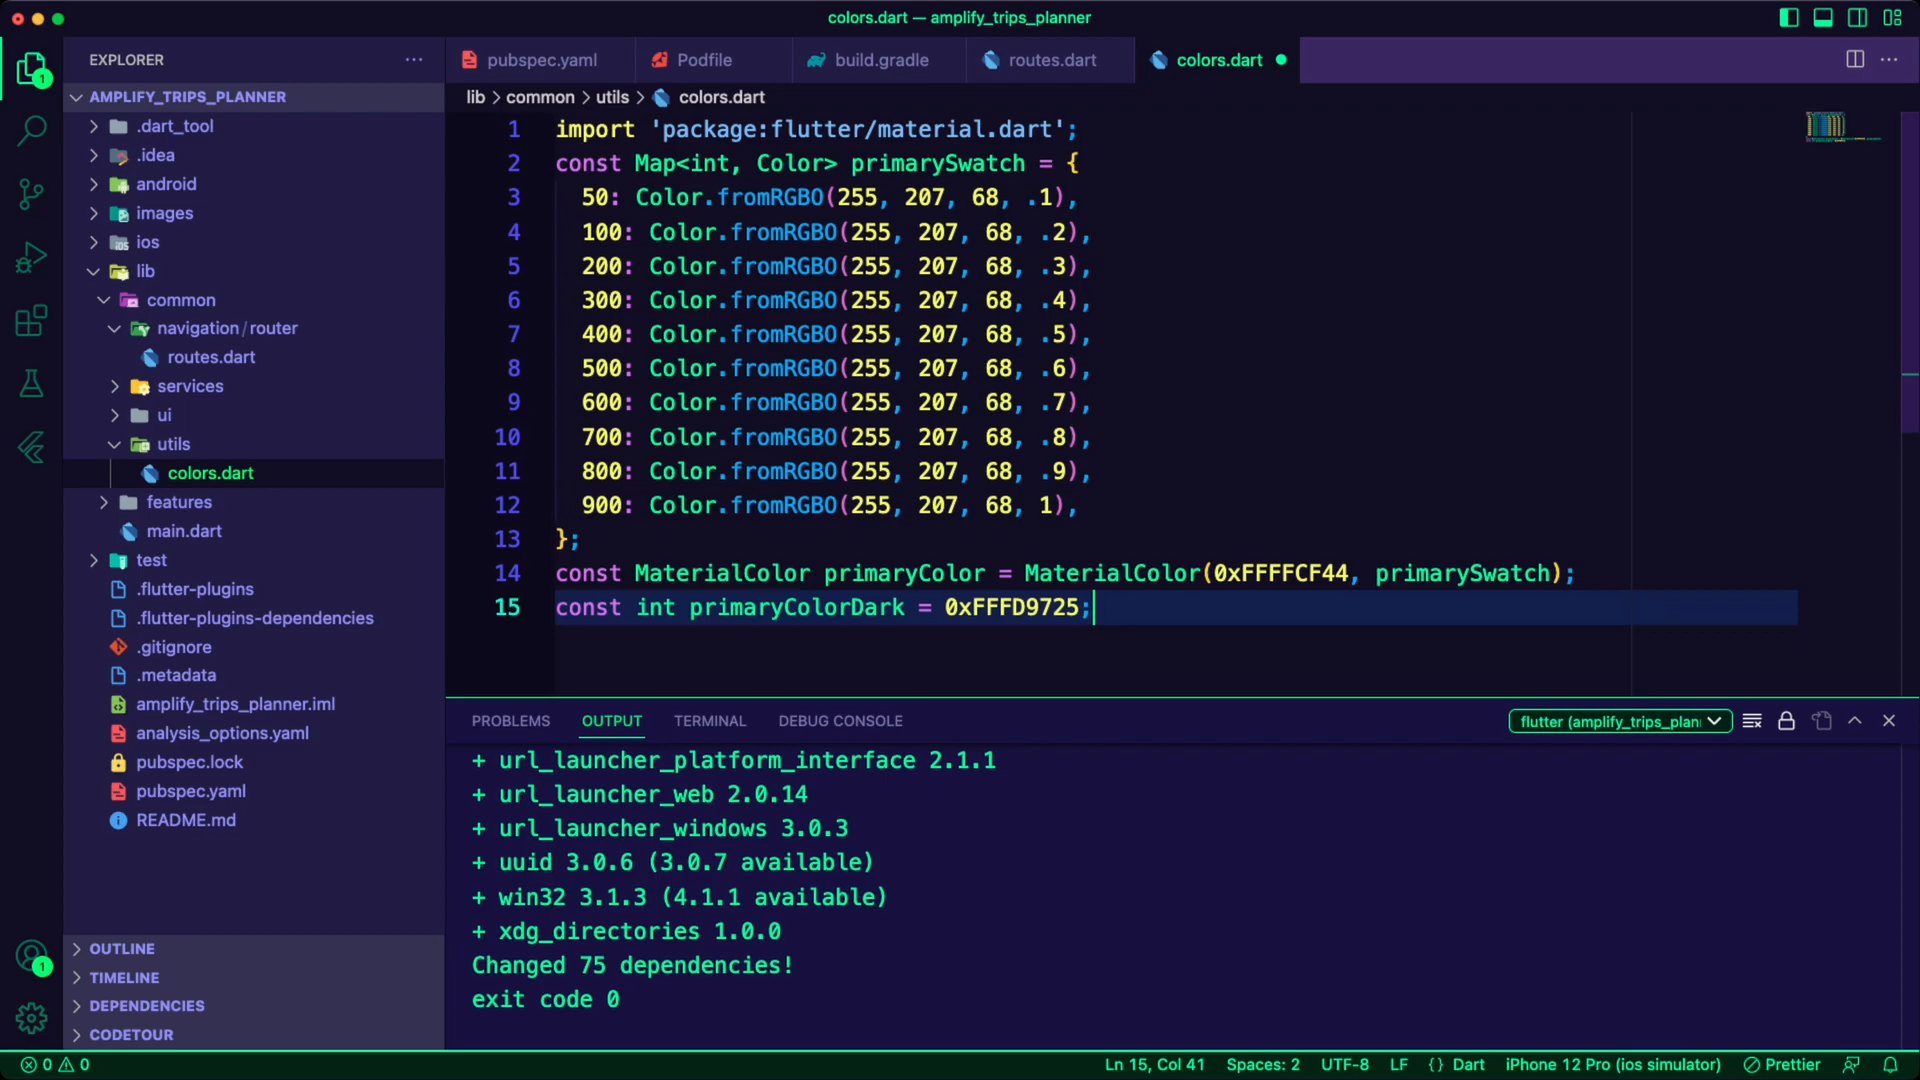 colors.dart — amplify_trips_planner
EXPLORER
AMPLIFY_TRIPS_PLANNER
.dart_tool
.idea
android
images
ios
lib
common
navigation/router
routes.dart
services
ui
utils
colors.dart
features
main.dart
test
.flutter-plugins
.flutter-plugins-dependencies
.gitignore
.metadata
amplify_trips_planner.iml
analysis_options.yaml
pubspec.lock
pubspec.yaml
README.md
OUTLINE
TIMELINE
DEPENDENCIES
CODETOUR
1
1
pubspec.yaml Podfile build.gradle routes.dart colors.dart
lib > common > utils > colors.dart
1 import 'package:flutter/material.dart';
2 const Map<int, Color> primarySwatch = {
3 50: Color.fromRGBO(255, 207, 68, .1),
4 100: Color.fromRGBO(255, 207, 68, .2),
5 200: Color.fromRGBO(255, 207, 68, .3),
6 300: Color.fromRGBO(255, 207, 68, .4),
7 400: Color.fromRGBO(255, 207, 68, .5),
8 500: Color.fromRGBO(255, 207, 68, .6),
9 600: Color.fromRGBO(255, 207, 68, .7),
10 700: Color.fromRGBO(255, 207, 68, .8),
11 800: Color.fromRGBO(255, 207, 68, .9),
12 900: Color.fromRGBO(255, 207, 68, 1),
13 };
14 const MaterialColor primaryColor = MaterialColor(0xFFFFCF44, primarySwatch);
15 const int primaryColorDark = 0xFFFD9725;
PROBLEMS OUTPUT TERMINAL DEBUG CONSOLE
flutter (amplify_trips_plan
+ url_launcher_platform_interface 2.1.1
+ url_launcher_web 2.0.14
+ url_launcher_windows 3.0.3
+ uuid 3.0.6 (3.0.7 available)
+ win32 3.1.3 (4.1.1 available)
+ xdg_directories 1.0.0
Changed 75 dependencies!
exit code 0
0 0 Ln 15, Col 41 Spaces: 2 UTF-8 LF {} Dart iPhone 12 Pro (ios simulator) Prettier